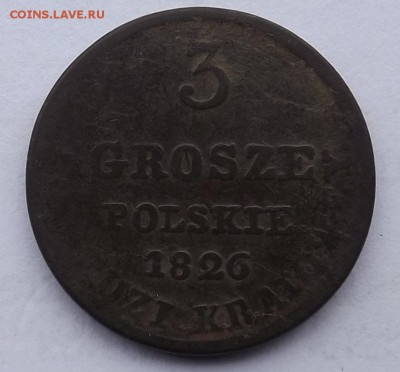 COINS.LAVE.RU
3
GROSZE
POLSKIE
1826